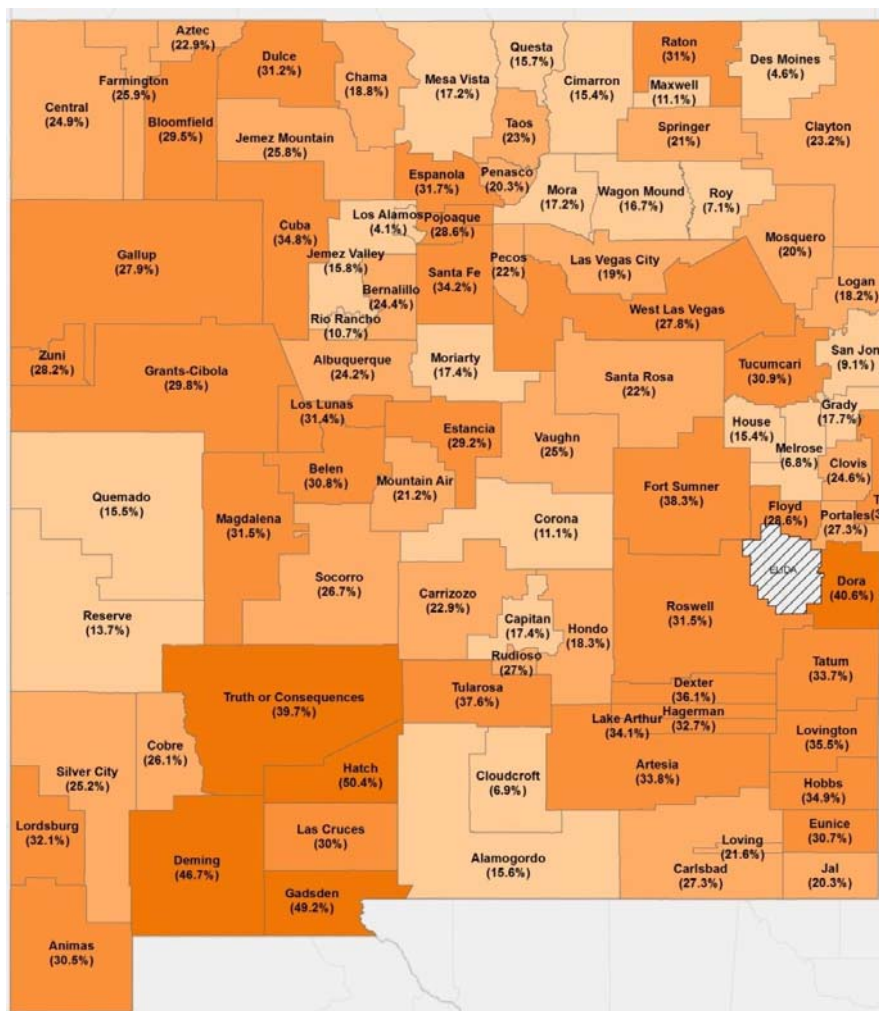 Aztec
(22.9%)
Dulce
(31.2%)
Chama
(18.8%)
Mesa Vista
(17.2%)
Questa
(15.7%)
Cimarron
(15.4%)
Raton
(31%)
Des Moines
(4.6%)
Central
(24.9%)
Farmington
(25.9%)
Bloomfield
(29.5%)
Maxwell
(11.1%)
Taos
(23%)
Springer
(21%)
Clayton
(23.2%)
Jemez Mountain
(25.8%)
Espanola
(31.7%)
Penasco
(20.3%)
Mora
(17.2%)
Wagon Mound
(16.7%)
Roy
(7.1%)
Cuba
(34.8%)
Los Alamos
(4.1%)
Pojoaque
(28.6%)
Mosquero
(20%)
Gallup
(27.9%)
Jemez Valley
(15.8%)
Bernalillo
(24.4%)
Santa Fe
(34.2%)
Pecos
(22%)
Las Vegas City
(19%)
Logan
(18.2%)
Rio Rancho
(10.7%)
West Las Vegas
(27.8%)
Zuni
(28.2%)
Grants-Cibola
(29.8%)
Albuquerque
(24.2%)
Moriarty
(17.4%)
Santa Rosa
(22%)
Tucumcari
(30.9%)
San Jon
(9.1%)
Los Lunas
(31.4%)
Estancia
(29.2%)
Vaughn
(25%)
House
(15.4%)
Grady
(17.7%)
Melrose
(6.8%)
Belen
(30.8%)
Mountain Air
(21.2%)
Clovis
(24.6%)
Quemado
(15.5%)
Magdalena
(31.5%)
Corona
(11.1%)
Fort Sumner
(38.3%)
Floyd
(28.6%)
Portales
(27.3%)
T
(3
Socorro
(26.7%)
Carrizozo
(22.9%)
ELIDA
Dora
(40.6%)
Reserve
(13.7%)
Capitan
(17.4%)
Hondo
(18.3%)
Roswell
(31.5%)
Rudioso
(27%)
Tatum
(33.7%)
Truth or Consequences
(39.7%)
Tularosa
(37.6%)
Dexter
(36.1%)
Hagerman
(32.7%)
Lake Arthur
(34.1%)
Lovington
(35.5%)
Cobre
(26.1%)
Silver City
(25.2%)
Hatch
(50.4%)
Cloudcroft
(6.9%)
Artesia
(33.8%)
Hobbs
(34.9%)
Lordsburg
(32.1%)
Deming
(46.7%)
Las Cruces
(30%)
Eunice
(30.7%)
Loving
(21.6%)
Alamogordo
(15.6%)
Carlsbad
(27.3%)
Jal
(20.3%)
Gadsden
(49.2%)
Animas
(30.5%)